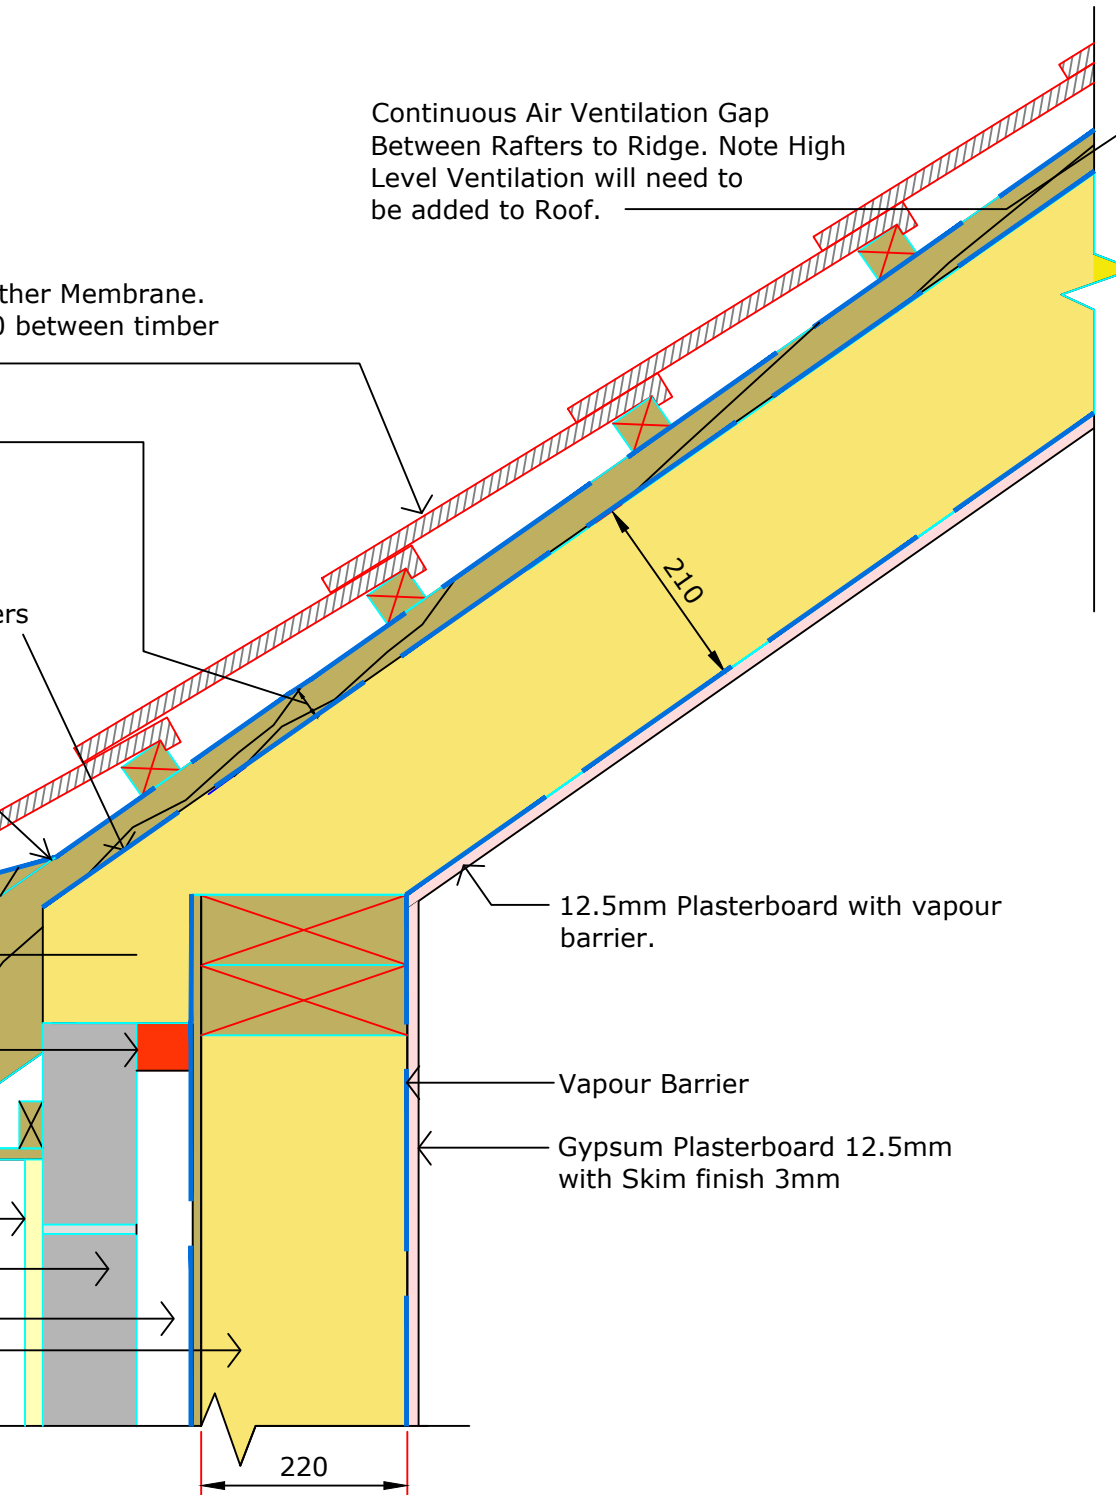 Continuous Air Ventilation Gap
Between Rafters to Ridge. Note High
Level Ventilation will need to
be added to Roof.
ther Membrane.
0 between timber
ers
210
12.5mm Plasterboard with vapour
barrier.
Vapour Barrier
Gypsum Plasterboard 12.5mm
with Skim finish 3mm
220